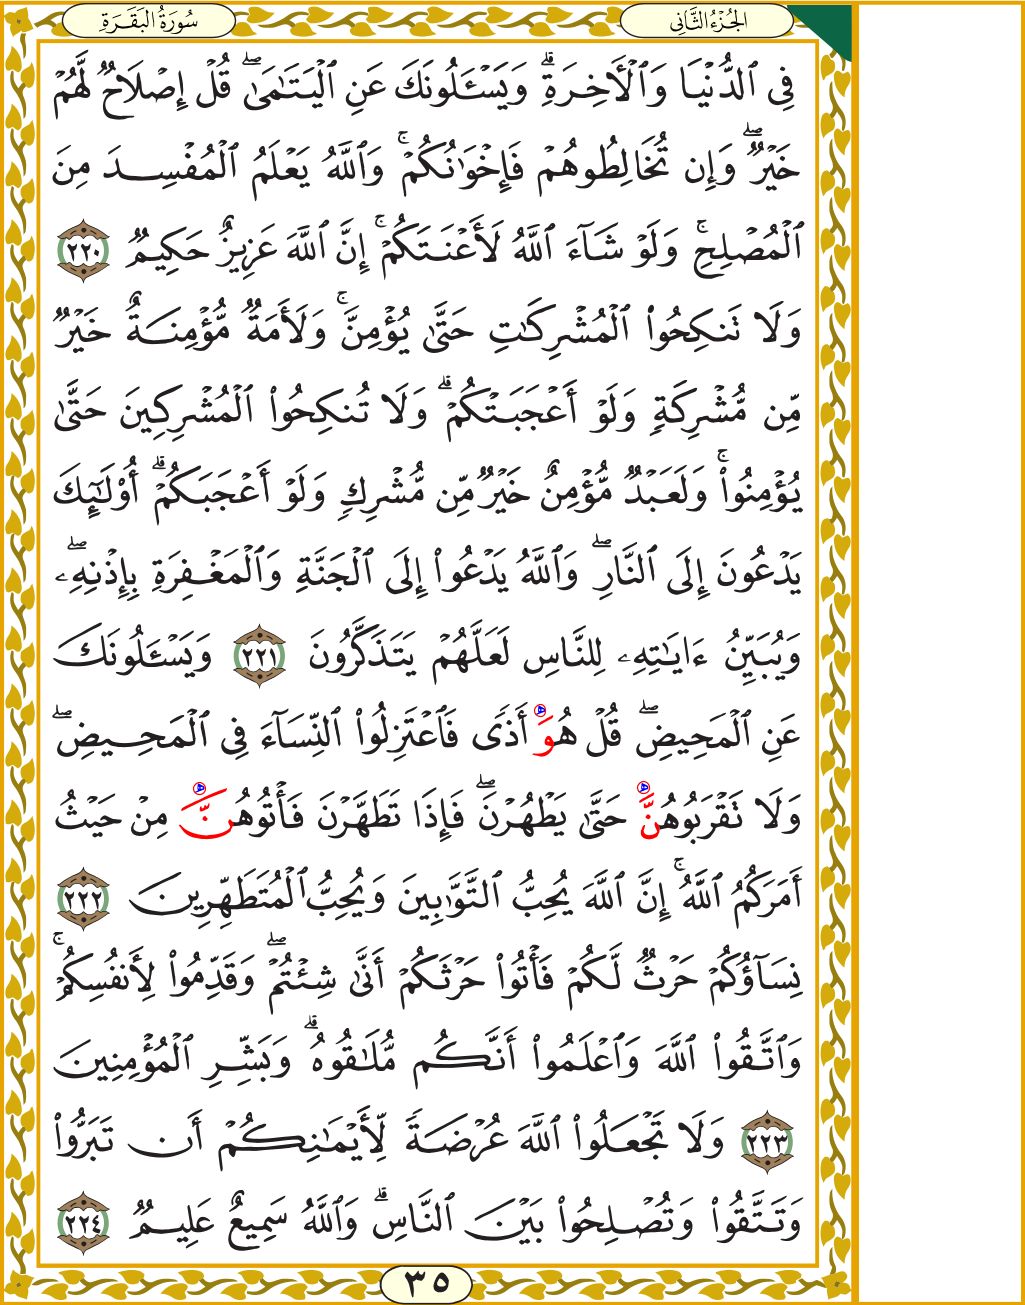 الجُزْءُ الثَّانِي
سُورَةُ البَقَرَةِ
فِي ٱلدُّنْيَا وَٱلْأَخِرَةِۗ وَيَسْـَٔلُونَكَ عَنِ ٱلْيَتَٰمَىٰۖ قُلْ إِصْلَاحٌ لَّهُمْ
خَيْرٌۖ وَإِن تُخَالِطُوهُمْ فَإِخْوَٰنُكُمْۚ وَٱللَّهُ يَعْلَمُ ٱلْمُفْسِدَ مِنَ
ٱلْمُصْلِحِۚ وَلَوْ شَآءَ ٱللَّهُ لَأَعْنَتَكُمْۚ إِنَّ ٱللَّهَ عَزِيزٌ حَكِيمٌ ٢٢٠
وَلَا تَنكِحُوا۟ ٱلْمُشْرِكَٰتِ حَتَّىٰ يُؤْمِنَّۚ وَلَأَمَةٌ مُّؤْمِنَةٌ خَيْرٌ
مِّن مُّشْرِكَةٍ وَلَوْ أَعْجَبَتْكُمْۗ وَلَا تُنكِحُوا۟ ٱلْمُشْرِكِينَ حَتَّىٰ
يُؤْمِنُوا۟ۚ وَلَعَبْدٌ مُّؤْمِنٌ خَيْرٌ مِّن مُّشْرِكٍ وَلَوْ أَعْجَبَكُمْۗ أُو۟لَٰٓئِكَ
يَدْعُونَ إِلَى ٱلنَّارِۖ وَٱللَّهُ يَدْعُوٓا۟ إِلَى ٱلْجَنَّةِ وَٱلْمَغْفِرَةِ بِإِذْنِهِۦۖ
وَيُبَيِّنُ ءَايَٰتِهِۦ لِلنَّاسِ لَعَلَّهُمْ يَتَذَكَّرُونَ ٢٢١ وَيَسْـَٔلُونَكَ
عَنِ ٱلْمَحِيضِۖ قُلْ هُوَ أَذًى فَٱعْتَزِلُوا۟ ٱلنِّسَآءَ فِي ٱلْمَحِيضِۖ
وَلَا تَقْرَبُوهُنَّ حَتَّىٰ يَطْهُرْنَۖ فَإِذَا تَطَهَّرْنَ فَأْتُوهُنَّ مِنْ حَيْثُ
أَمَرَكُمُ ٱللَّهُۚ إِنَّ ٱللَّهَ يُحِبُّ ٱلتَّوَّٰبِينَ وَيُحِبُّ ٱلْمُتَطَهِّرِينَ ٢٢٢
نِسَآؤُكُمْ حَرْثٌ لَّكُمْ فَأْتُوا۟ حَرْثَكُمْ أَنَّىٰ شِئْتُمْۖ وَقَدِّمُوا۟ لِأَنفُسِكُمْۚ
وَٱتَّقُوا۟ ٱللَّهَ وَٱعْلَمُوٓا۟ أَنَّكُم مُّلَٰقُوهُۗ وَبَشِّرِ ٱلْمُؤْمِنِينَ
٢٢٣ وَلَا تَجْعَلُوا۟ ٱللَّهَ عُرْضَةً لِّأَيْمَٰنِكُمْ أَن تَبَرُّوا۟
وَتَتَّقُوا۟ وَتُصْلِحُوا۟ بَيْنَ ٱلنَّاسِۗ وَٱللَّهُ سَمِيعٌ عَلِيمٌ ٢٢٤
٣٥